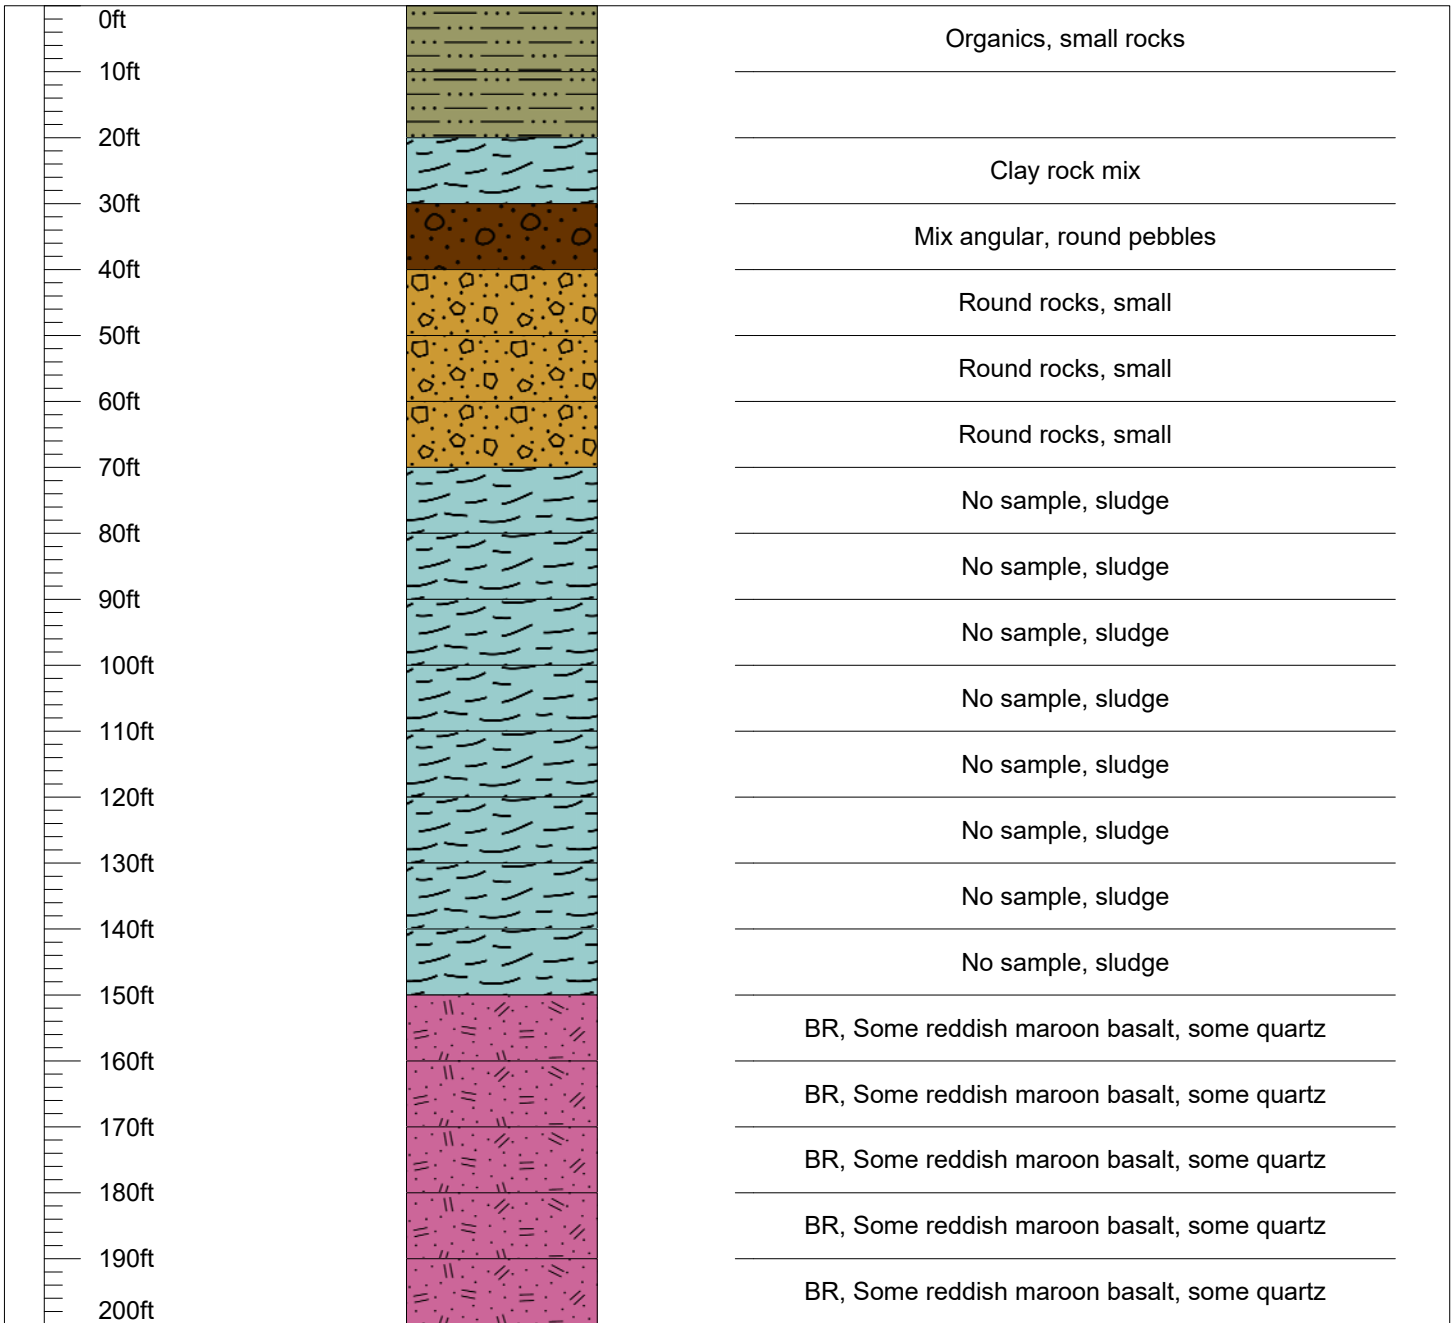 0ft
Organics, small rocks
10ft
20ft
Clay rock mix
30ft
Mix angular, round pebbles
40ft
Round rocks, small
50ft
Round rocks, small
60ft
Round rocks, small
70ft
No sample, sludge
80ft
No sample, sludge
90ft
No sample, sludge
100ft
No sample, sludge
110ft
No sample, sludge
120ft
No sample, sludge
130ft
No sample, sludge
140ft
No sample, sludge
150ft
BR, Some reddish maroon basalt, some quartz
160ft
BR, Some reddish maroon basalt, some quartz
170ft
BR, Some reddish maroon basalt, some quartz
180ft
BR, Some reddish maroon basalt, some quartz
190ft
BR, Some reddish maroon basalt, some quartz
200ft